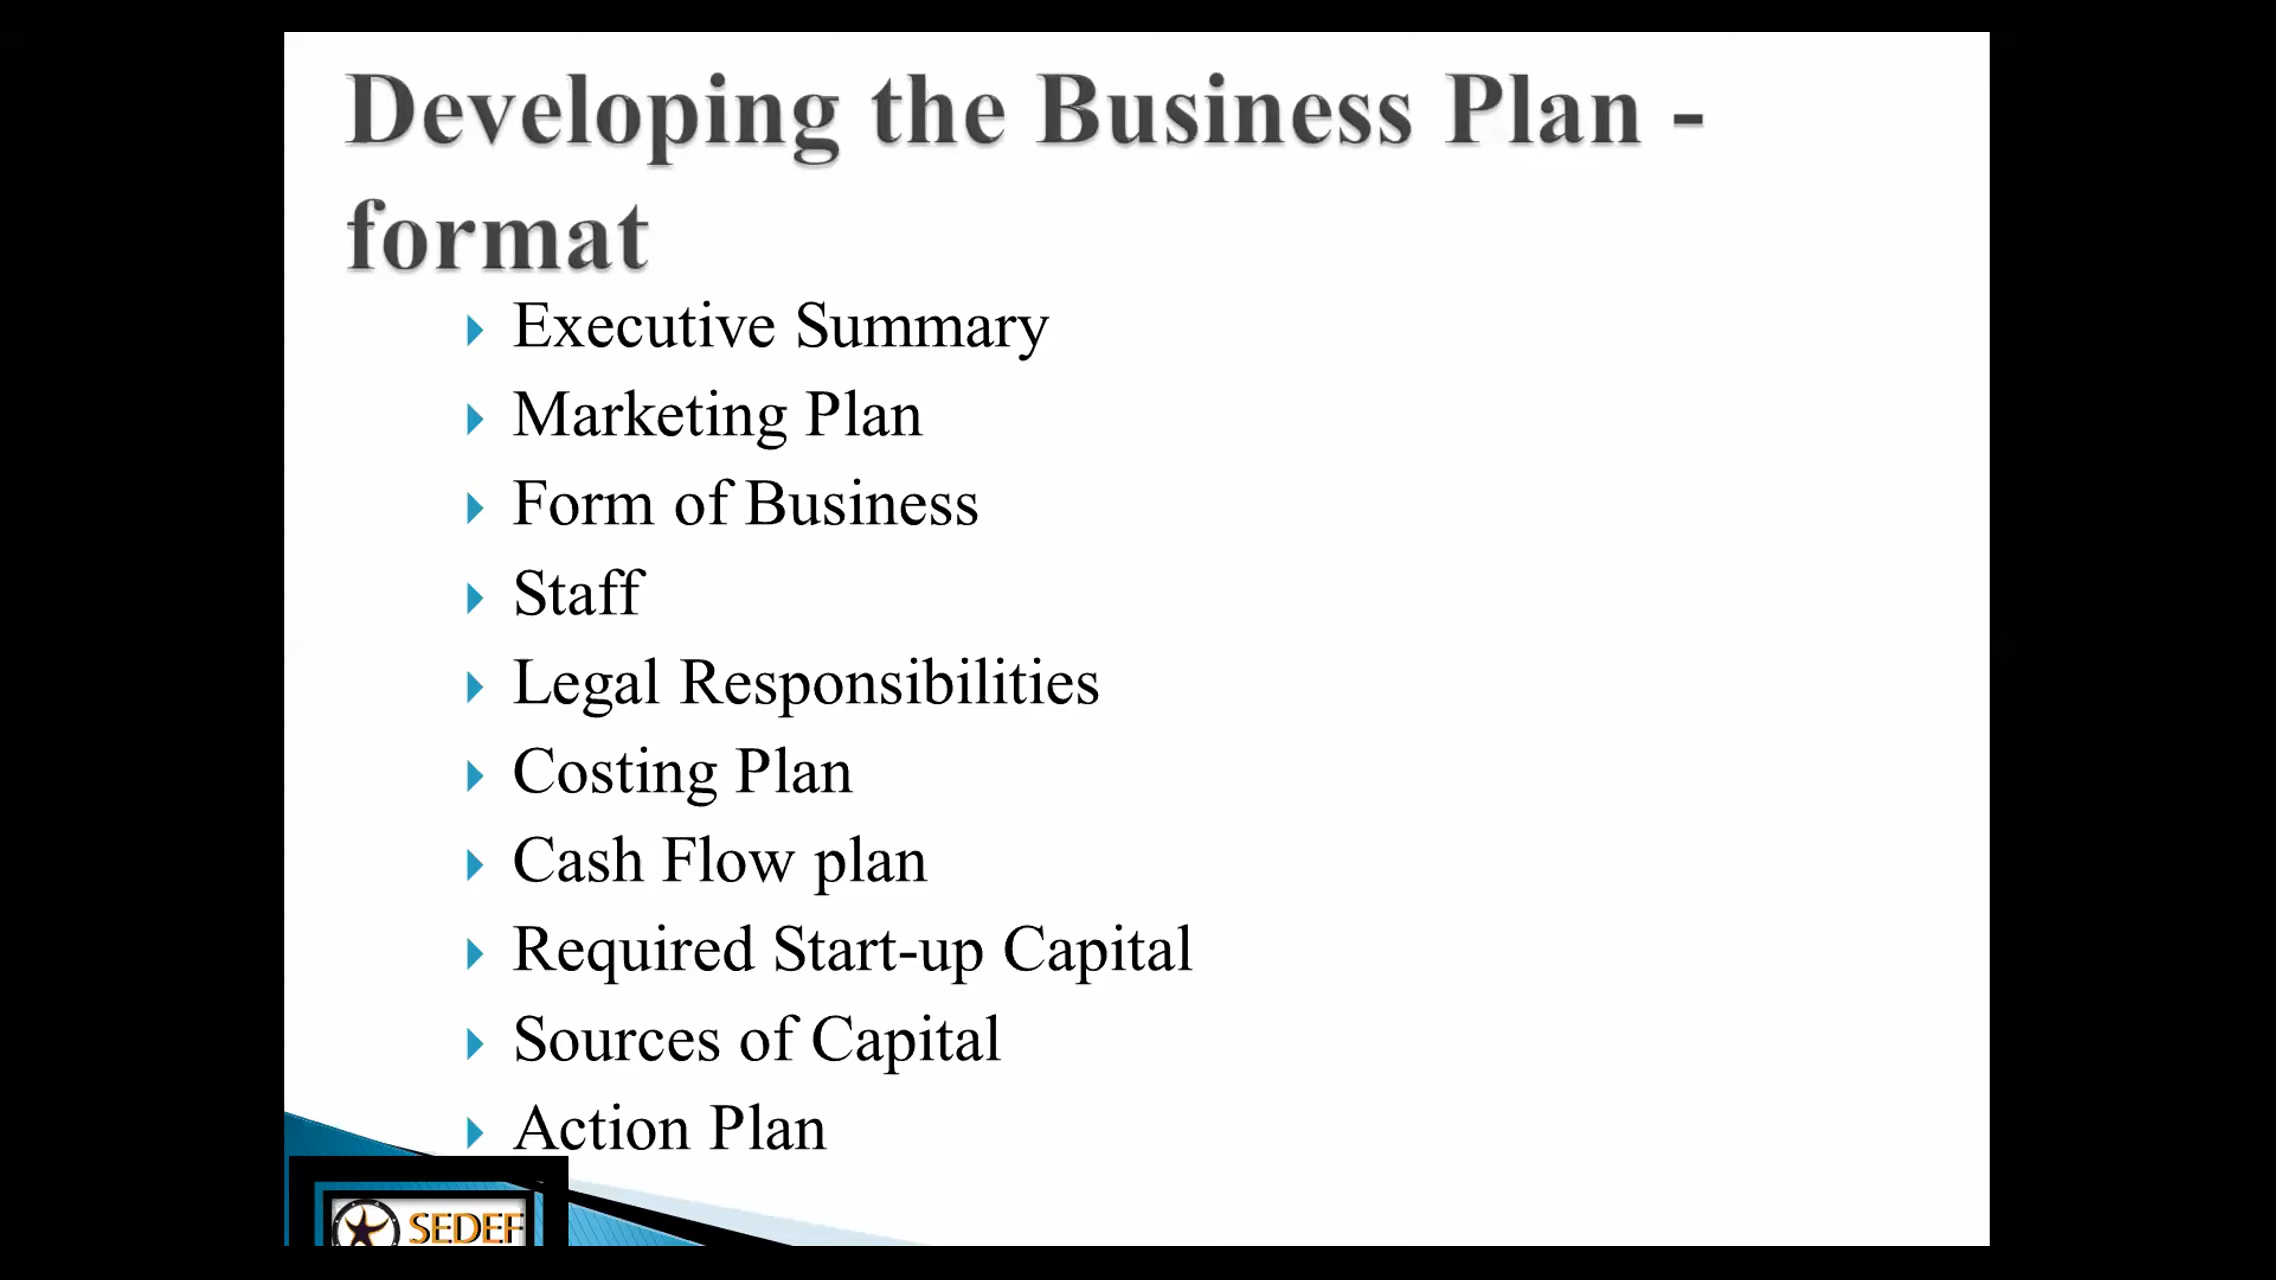 Developing the Business Plan -
format
Executive Summary
Marketing Plan
Form of Business
Staff
Legal Responsibilities
Costing Plan
Cash Flow plan
Required Start-up Capital
Sources of Capital
Action Plan
SEDEF